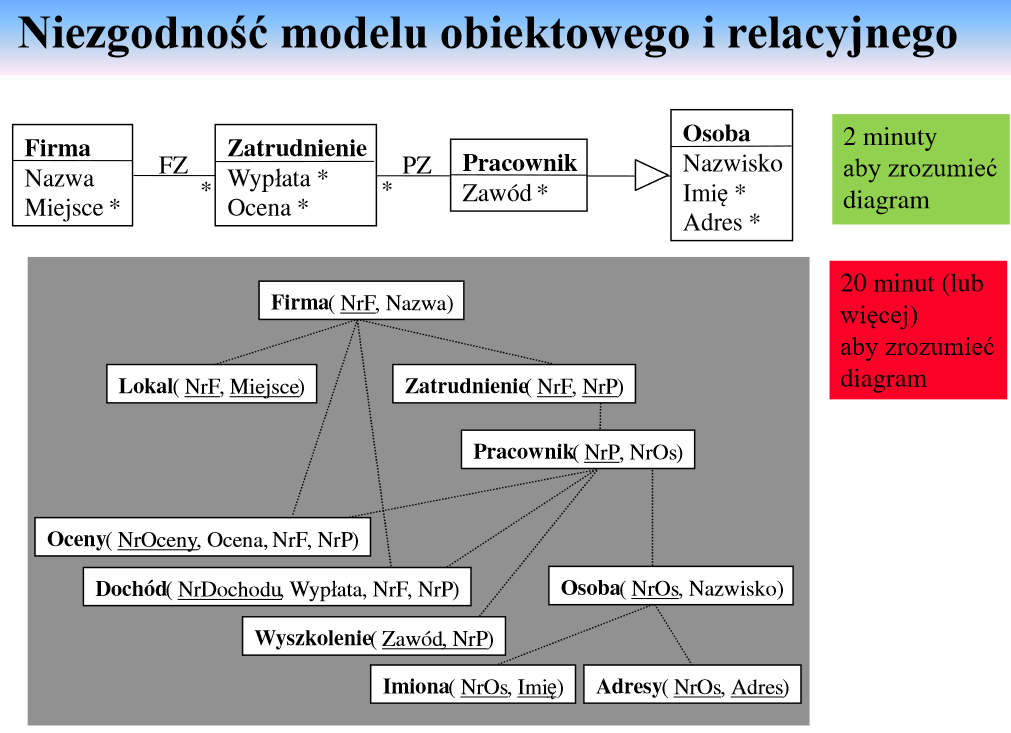 Niezgodność modelu obiektowego i relacyjnego
Firma
Nazwa
Miejsce *
FZ
*
Zatrudnienie
Wypłata *
Ocena *
PZ
*
Pracownik
Zawód *
Osoba
Nazwisko
Imię *
Adres *
2 minuty
aby zrozumieć
diagram
Firma( NrF, Nazwa)
Lokal( NrF, Miejsce)
Zatrudnienie( NrF, NrP)
Pracownik( NrP, NrOs)
Oceny( NrOceny, Ocena, NrF, NrP)
Dochód( NrDochodu, Wypłata, NrF, NrP)
Osoba( NrOs, Nazwisko)
Wyszkolenie( Zawód, NrP)
Imiona( NrOs, Imię)
Adresy( NrOs, Adres)
20 minut (lub
więcej)
aby zrozumieć
diagram